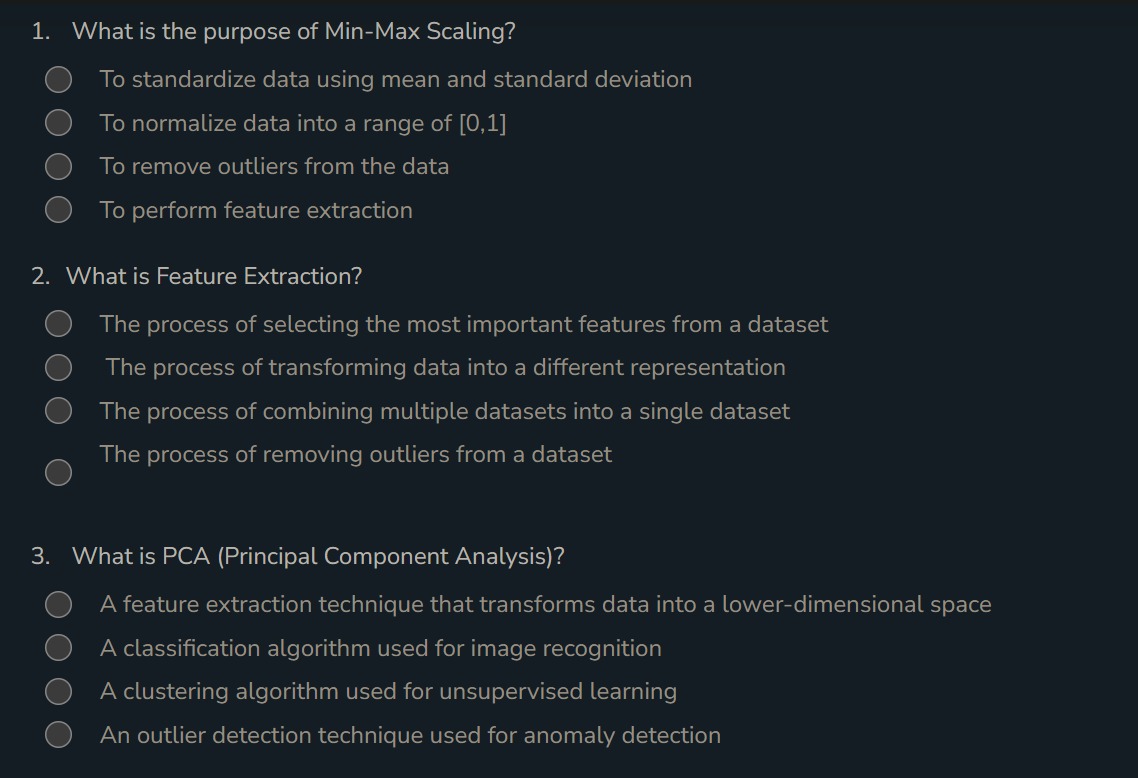 1. What is the purpose of Min-Max Scaling?
To standardize data using mean and standard deviation
To normalize data into a range of [0,1]
To remove outliers from the data
To perform feature extraction
2. What is Feature Extraction?
The process of selecting the most important features from a dataset
The process of transforming data into a different representation
The process of combining multiple datasets into a single dataset
The process of removing outliers from a dataset
3. What is PCA (Principal Component Analysis)?
A feature extraction technique that transforms data into a lower-dimensional space
A classification algorithm used for image recognition
A clustering algorithm used for unsupervised learning
An outlier detection technique used for anomaly detection